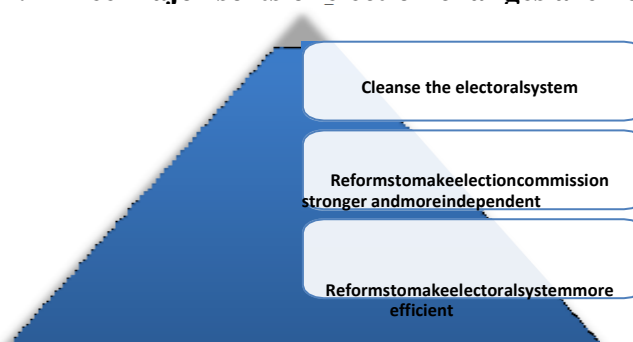 Cleanse the electoralsystem
Reformstomakeelectioncommission
stronger andmoreindependent
Reformstomakeelectoralsystemmore
efficient